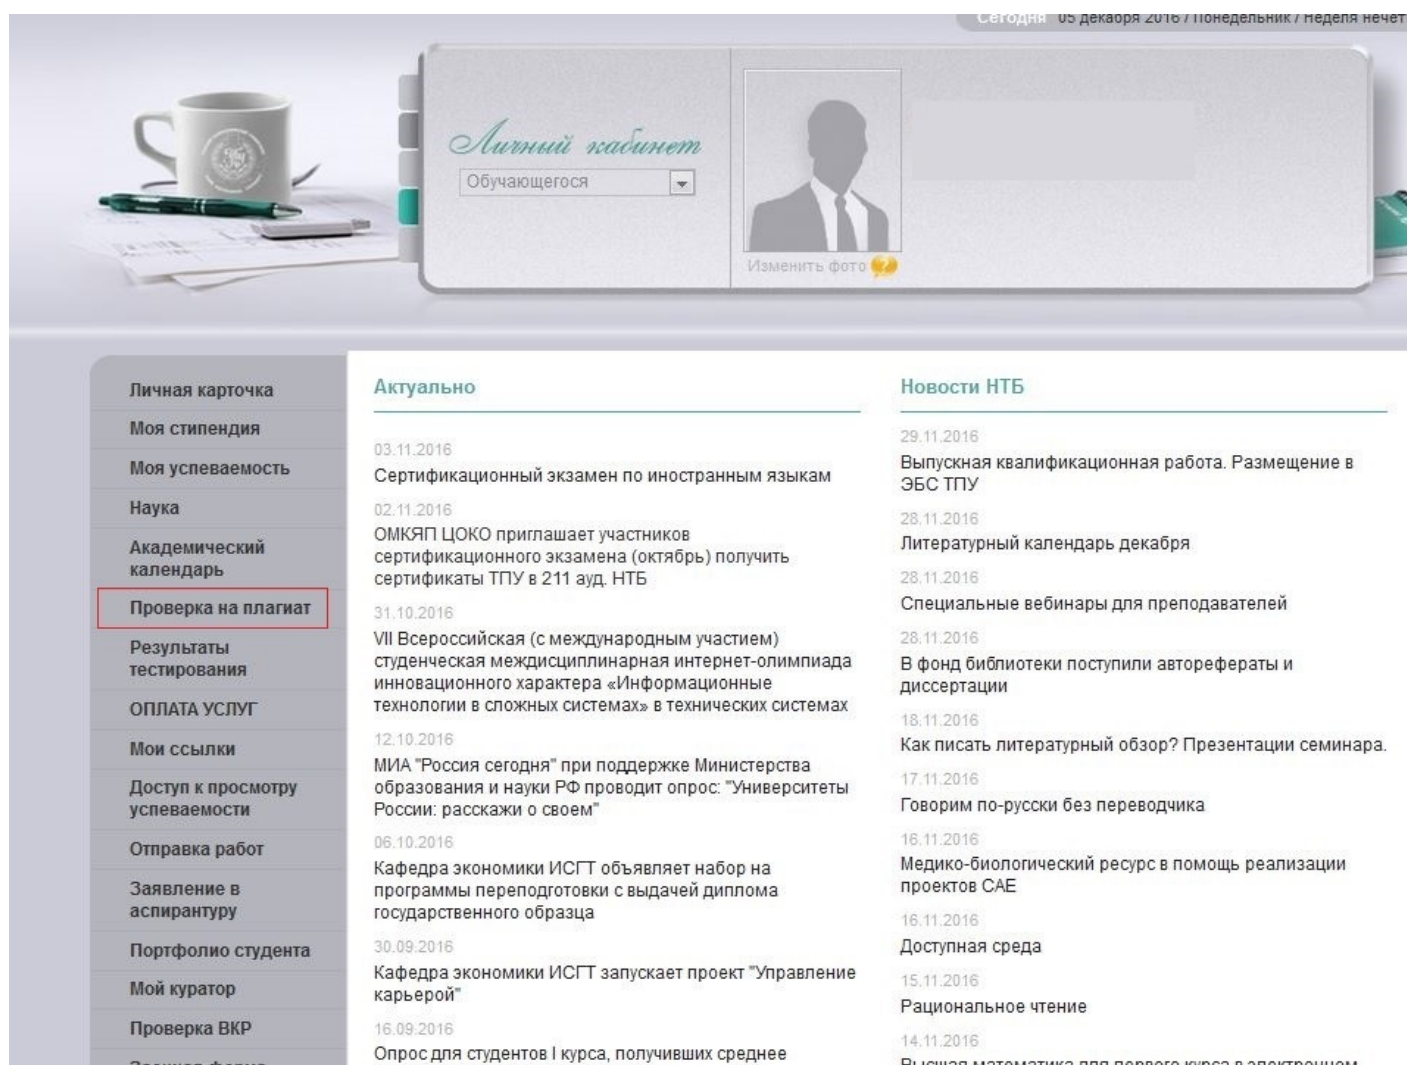 Сегодня 05 декабря 2016 / Понедельник / Неделя нечет
Личный кабинет
Обучающегося
Изменить фото
Личная карточка
Моя стипендия
Моя успеваемость
Наука
Академический
календарь
Проверка на плагиат
Результаты
тестирования
ОПЛАТА УСЛУГ
Мои ссылки
Доступ к просмотру
успеваемости
Отправка работ
Заявление в
аспирантуру
Портфолио студента
Мой куратор
Проверка ВКР
Актуально
03.11.2016
Сертификационный экзамен по иностранным языкам
02.11.2016
ОМКЯП ЦОКО приглашает участников
сертификационного экзамена (октябрь) получить
сертификаты ТПУ в 211 ауд. НТБ
31.10.2016
VII Всероссийская (с международным участием)
студенческая междисциплинарная интернет-олимпиада
инновационного характера «Информационные
технологии в сложных системах» в технических системах
12.10.2016
МИА "Россия сегодня" при поддержке Министерства
образования и науки РФ проводит опрос: "Университеты
России: расскажи о своем"
06.10.2016
Кафедра экономики ИСГТ объявляет набор на
программы переподготовки с выдачей диплома
государственного образца
30.09.2016
Кафедра экономики ИСГТ запускает проект "Управление
карьерой"
16.09.2016
Опрос для студентов I курса, получивших среднее
Новости НТБ
29.11.2016
Выпускная квалификационная работа. Размещение в
ЭБС ТПУ
28.11.2016
Литературный календарь декабря
28.11.2016
Специальные вебинары для преподавателей
28.11.2016
В фонд библиотеки поступили авторефераты и
диссертации
18.11.2016
Как писать литературный обзор? Презентации семинара.
17.11.2016
Говорим по-русски без переводчика
16.11.2016
Медико-биологический ресурс в помощь реализации
проектов САЕ
16.11.2016
Доступная среда
15.11.2016
Рациональное чтение
14.11.2016
Высшая математика для первого курса в электронном